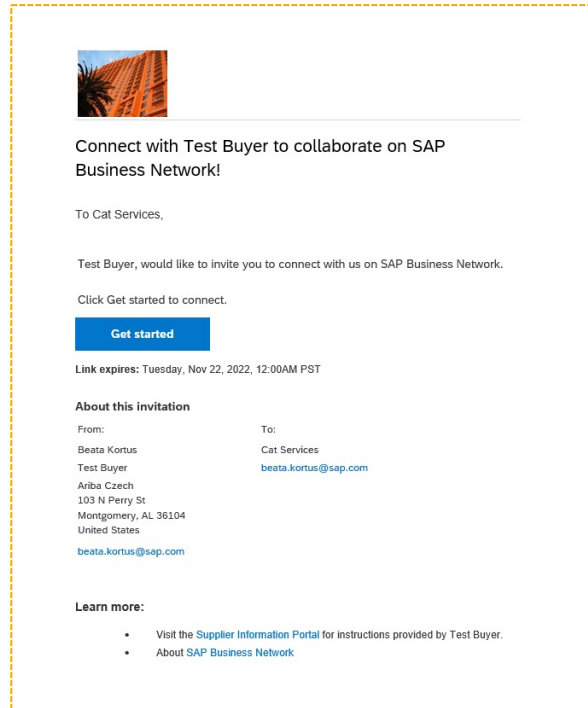 Connect with Test Buyer to collaborate on SAP
Business Network!
To Cat Services,
Test Buyer, would like to invite you to connect with us on SAP Business Network.
Click Get started to connect.
Get started
Link expires: Tuesday, Nov 22, 2022, 12:00AM PST
About this invitation
From:
Beata Kortus
Test Buyer
Ariba Czech
103 N Perry St
Montgomery, AL 36104
United States
beata.kortus@sap.com
To:
Cat Services
beata.kortus@sap.com
Learn more:
• Visit the Supplier Information Portal for instructions provided by Test Buyer.
• About SAP Business Network